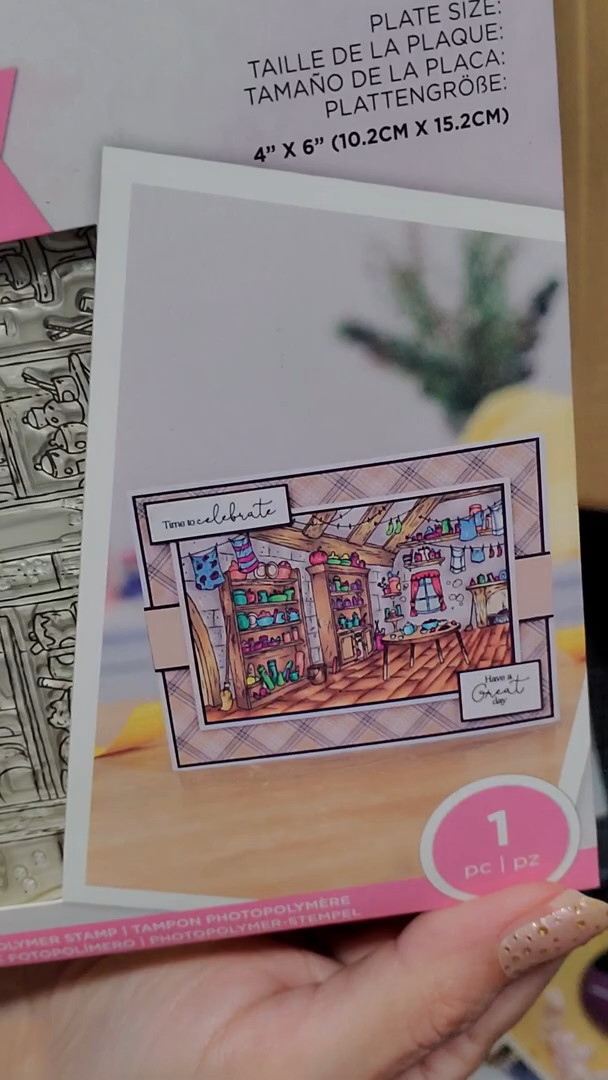 PLATE SIZE:
TAILLE DE LA PLAQUE:
TAMAÑO DE LA PLACA:
PLATTENGRÖßE:
4" X 6" (10.2CM X 15.2CM)
Time to celebrate
Have a
Great
day
1
pc | pz
OLYMER STAMP | TAMPON PHOTOPOLYMÈRE
FOTOPOLÍMERO | PHOTOPOLYMER-STEMPEL